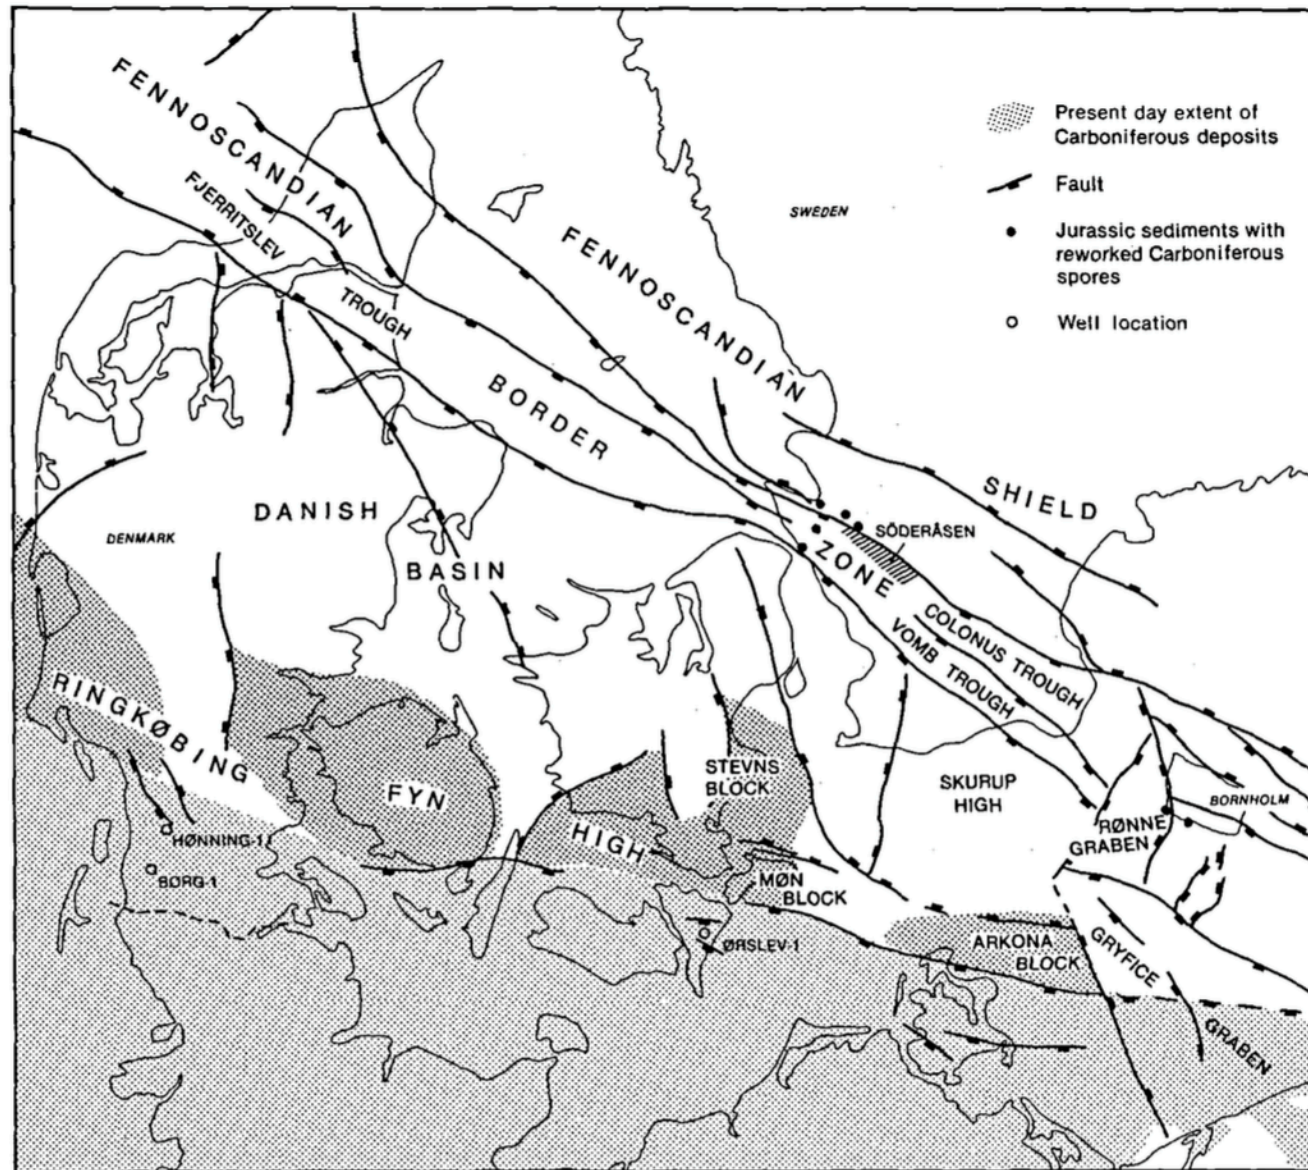 FENNOSCANDIAN
BORDER
ZONE
FJERRITSLEV
TROUGH
FENNOSCANDIAN
SHIELD
SWEDEN
Present day extent of
Carboniferous deposits
Fault
Jurassic sediments with
reworked Carboniferous
spores
Well location
DANISH
BASIN
DENMARK
SÖDERÅSEN
COLONUS TROUGH
VOMB TROUGH
RINGKØBING
FYN
HIGH
STEVNS
BLOCK
SKURUP
HIGH
BORNHOLM
RØNNE
GRABEN
HØNNING-1
BORG-1
MØN
BLOCK
ØRSLEV-1
ARKONA
BLOCK
GRYFICE
GRABEN